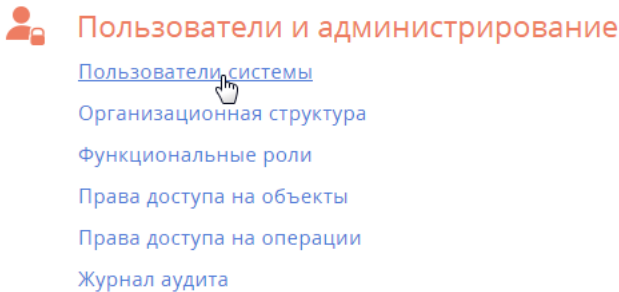 Пользователи и администрирование
Пользователи системы
Организационная структура
Функциональные роли
Права доступа на объекты
Права доступа на операции
Журнал аудита